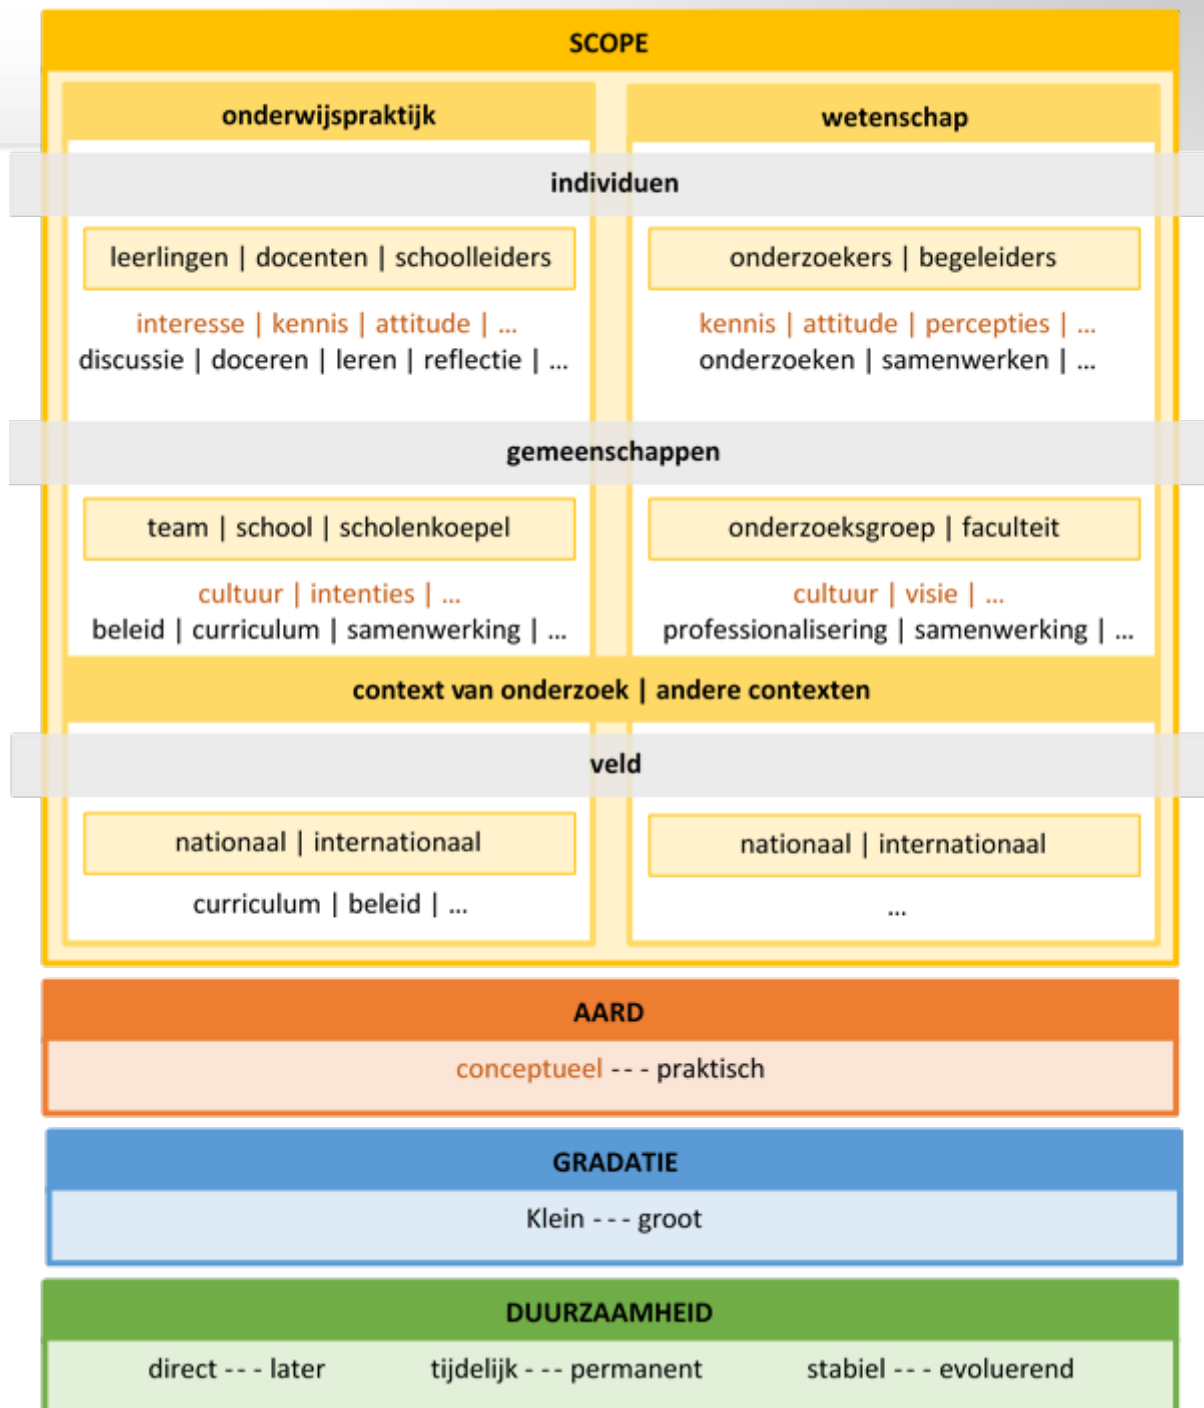 SCOPE
onderwijspraktijk
wetenschap
individuen
leerlingen | docenten | schoolleiders
onderzoekers | begeleiders
interesse | kennis | attitude | ...
kennis | attitude | percepties | ...
discussie | doceren | leren | reflectie | ...
onderzoeken | samenwerken | ...
gemeenschappen
team | school | scholenkoepel
onderzoeksgroep | faculteit
cultuur | intenties | ...
cultuur | visie | ...
beleid | curriculum | samenwerking | ...
professionalisering | samenwerking | ...
context van onderzoek | andere contexten
veld
nationaal | internationaal
nationaal | internationaal
curriculum | beleid | ...
...
AARD
conceptueel - - - praktisch
GRADATIE
Klein - - - groot
DUURZAAMHEID
direct - - - later
tijdelijk - - - permanent
stabiel - - - evoluerend